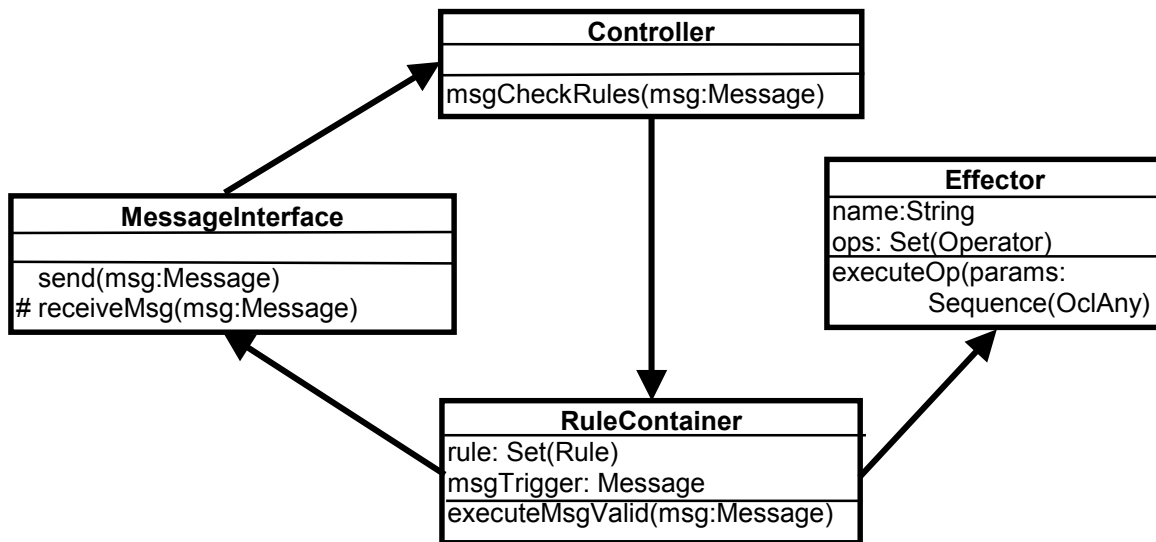 Controller
msgCheckRules(msg:Message)
MessageInterface
send(msg:Message)
# receiveMsg(msg:Message)
Effector
name:String
ops: Set(Operator)
executeOp(params:
Sequence(OclAny)
RuleContainer
rule: Set(Rule)
msgTrigger: Message
executeMsgValid(msg:Message)